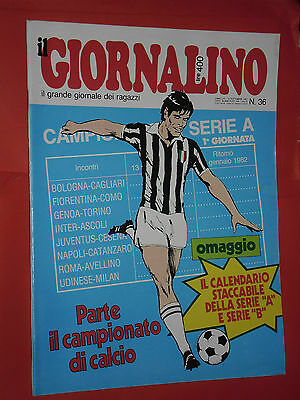 il GIORNALINO
lire 400
il grande giornale dei ragazzi
N. 36
CAMPIO SERIE A
1ª GIORNATA
Incontri 13 Ritorno
gennaio 1982
BOLOGNA-CAGLIARI
FIORENTINA-COMO
GENOA-TORINO
INTER-ASCOLI
JUVENTUS-CESENA
NAPOLI-CATANZARO
ROMA-AVELLINO
UDINESE-MILAN
omaggio
IL CALENDARIO
STACCABILE
DELLA SERIE "A"
E SERIE "B"
Parte
il campionato
di calcio